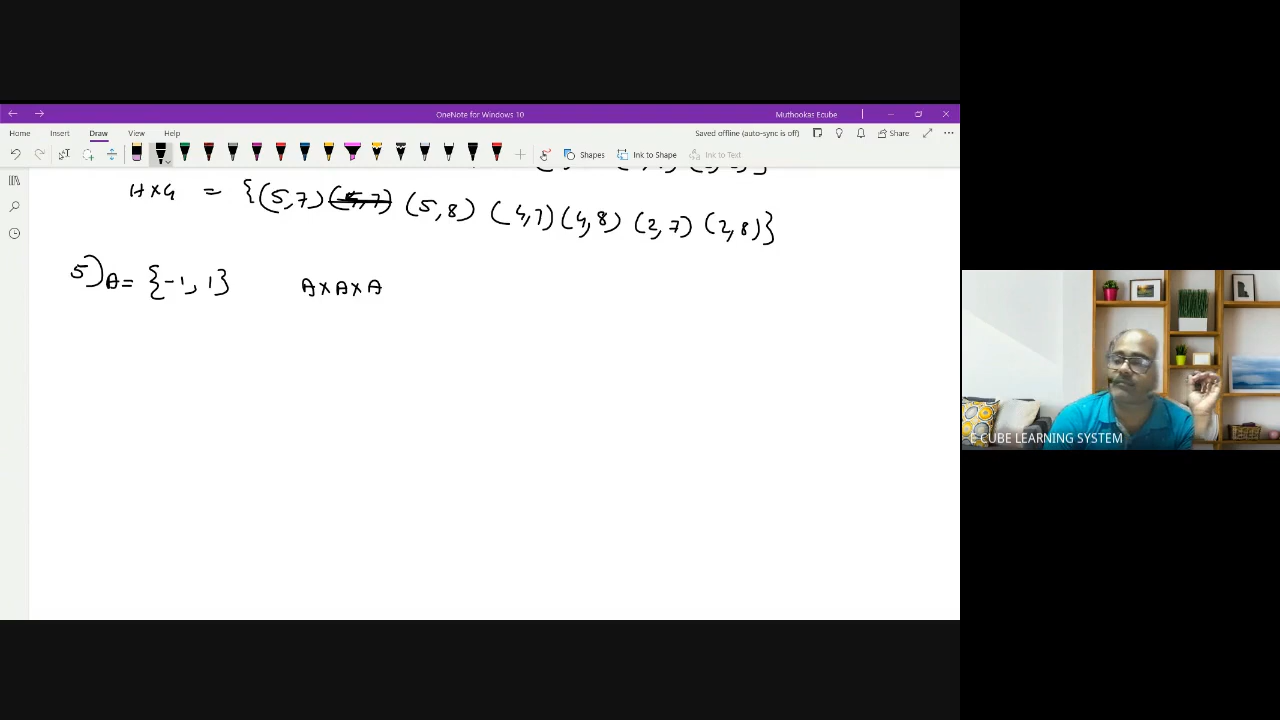 OneNote for Windows 10
Muthookas Ecube
Home Insert Draw View Help
Saved offline (auto-sync is off)
Share
Shapes
Ink to Shape
Ink to Text
H×G = {(5,7) (5,8) (4,7) (4,8) (2,7) (2,8)}
5) A = {-1, 1} A×A×A
E CUBE LEARNING SYSTEM